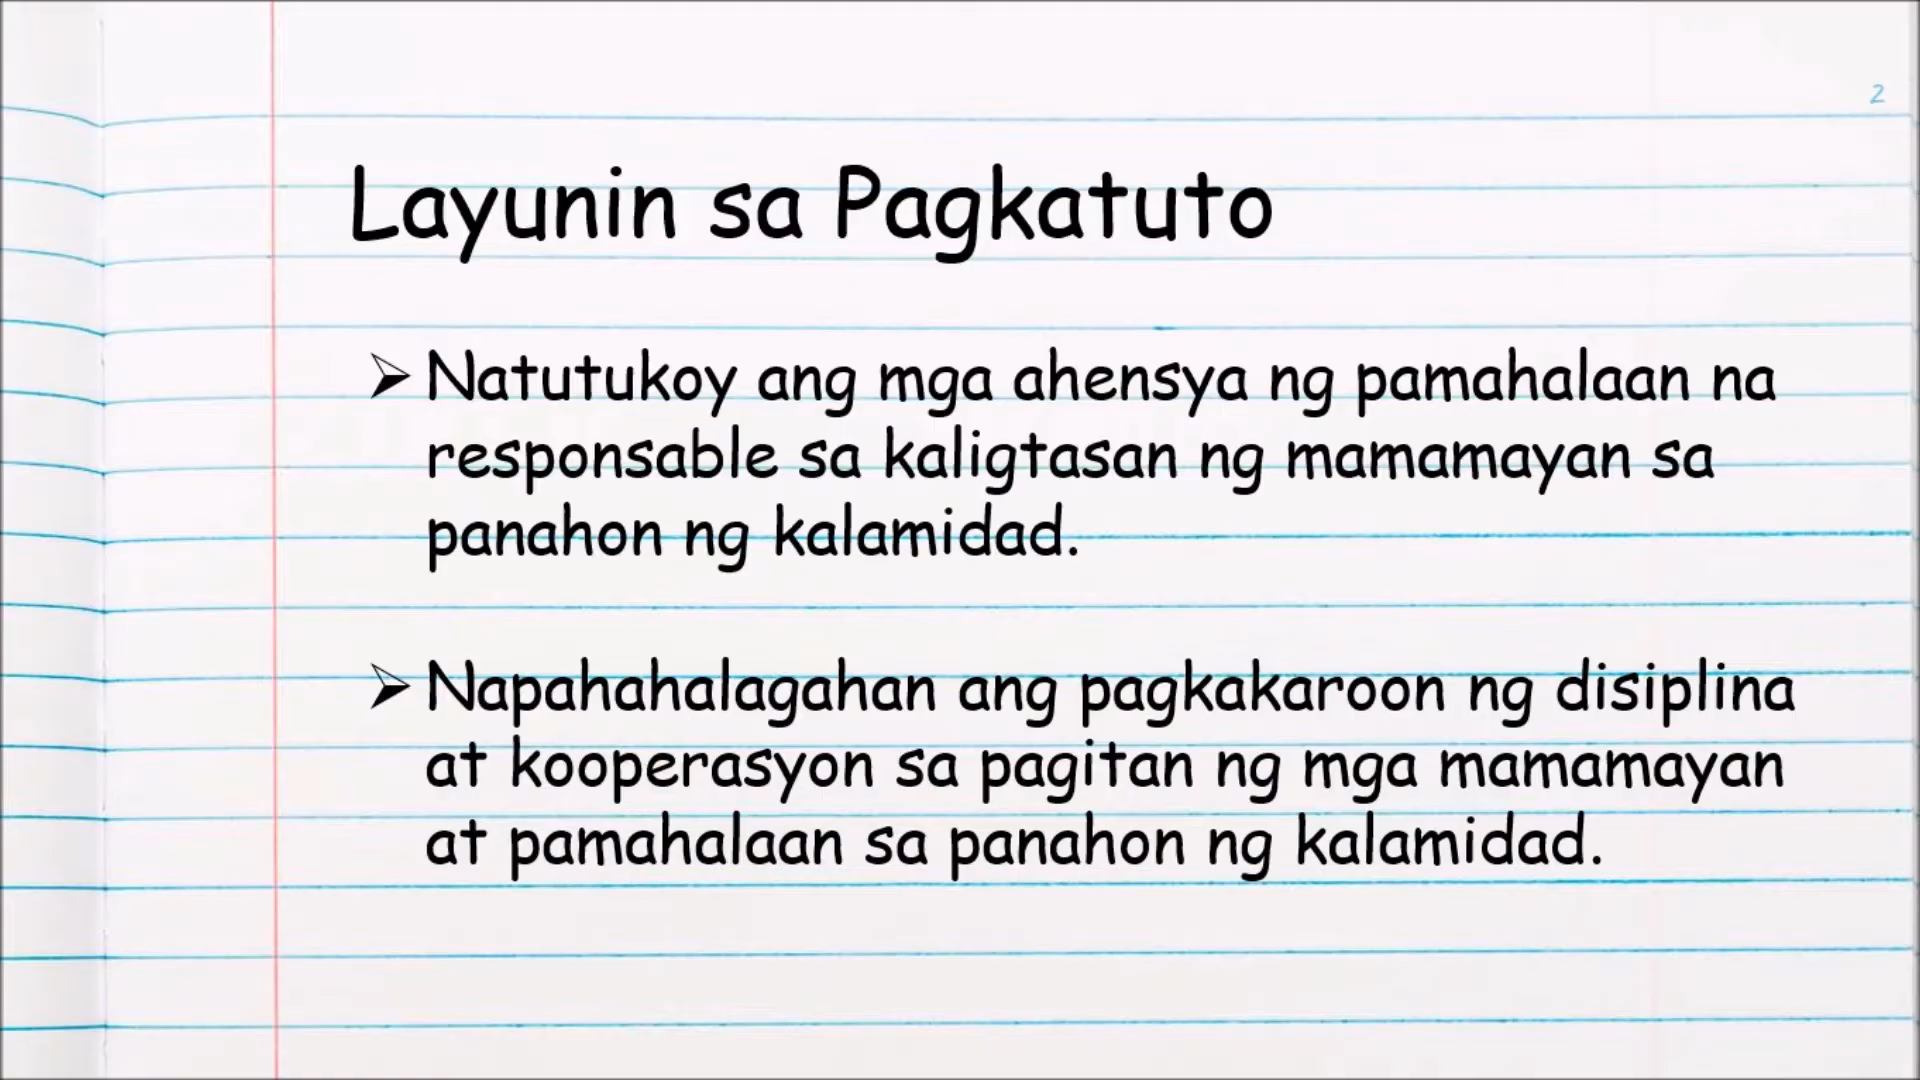 2
Layunin sa Pagkatuto
➢ Natutukoy ang mga ahensya ng pamahalaan na
responsable sa kaligtasan ng mamamayan sa
panahon ng kalamidad.
➢ Napahahalagahan ang pagkakaroon ng disiplina
at kooperasyon sa pagitan ng mga mamamayan
at pamahalaan sa panahon ng kalamidad.